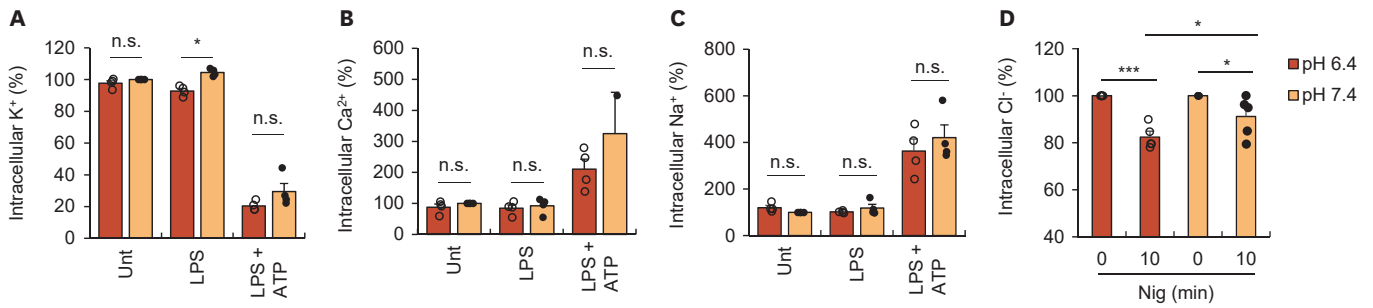 A
Intracellular K⁺ (%)
120
100
80
60
40
20
0
n.s.
*
n.s.
Unt
LPS
LPS +
ATP
B
Intracellular Ca²⁺ (%)
600
500
400
300
200
100
0
n.s.
n.s.
n.s.
Unt
LPS
LPS +
ATP
C
Intracellular Na⁺ (%)
800
600
400
200
0
n.s.
n.s.
n.s.
Unt
LPS
LPS +
ATP
D
Intracellular Cl⁻ (%)
120
100
80
60
40
*
***
*
0 10 0 10
Nig (min)
pH 6.4
pH 7.4